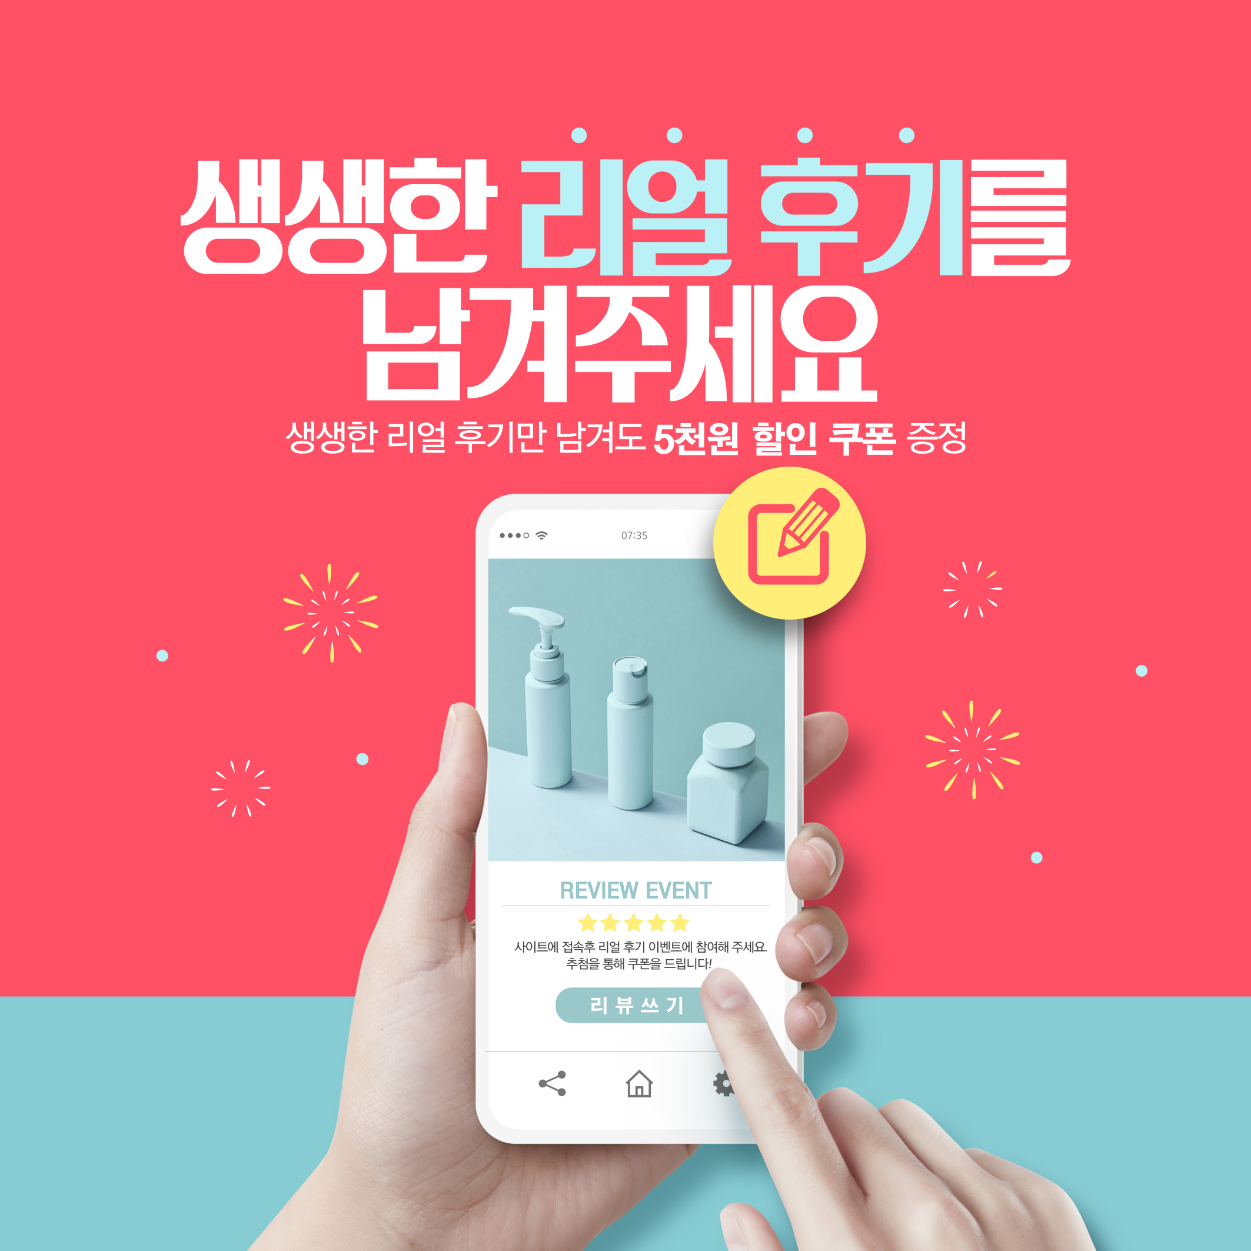 생생한 리얼 후기를
남겨주세요
생생한 리얼 후기만 남겨도 5천원 할인 쿠폰 증정
07:35
REVIEW EVENT
사이트에 접속후 리얼 후기 이벤트에 참여해 주세요.
추첨을 통해 쿠폰을 드립니다!
리뷰쓰기